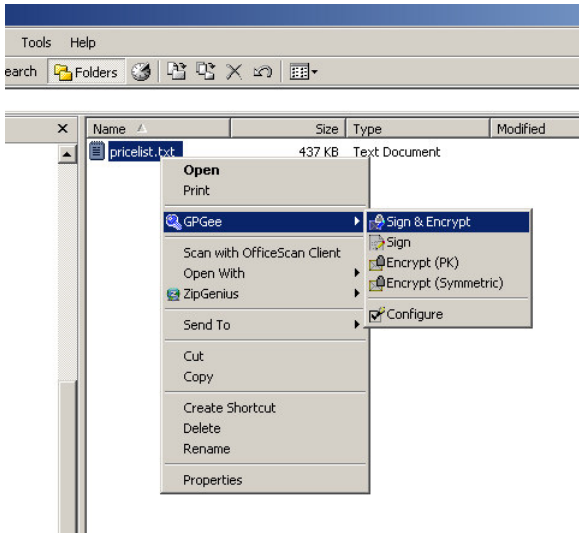 Tools Help
earch Folders
Name Size Type Modified
pricelist.txt 437 KB Text Document
Open
Print
GPGee
Scan with OfficeScan Client
Open With
ZipGenius
Send To
Cut
Copy
Create Shortcut
Delete
Rename
Properties
Sign & Encrypt
Sign
Encrypt (PK)
Encrypt (Symmetric)
Configure